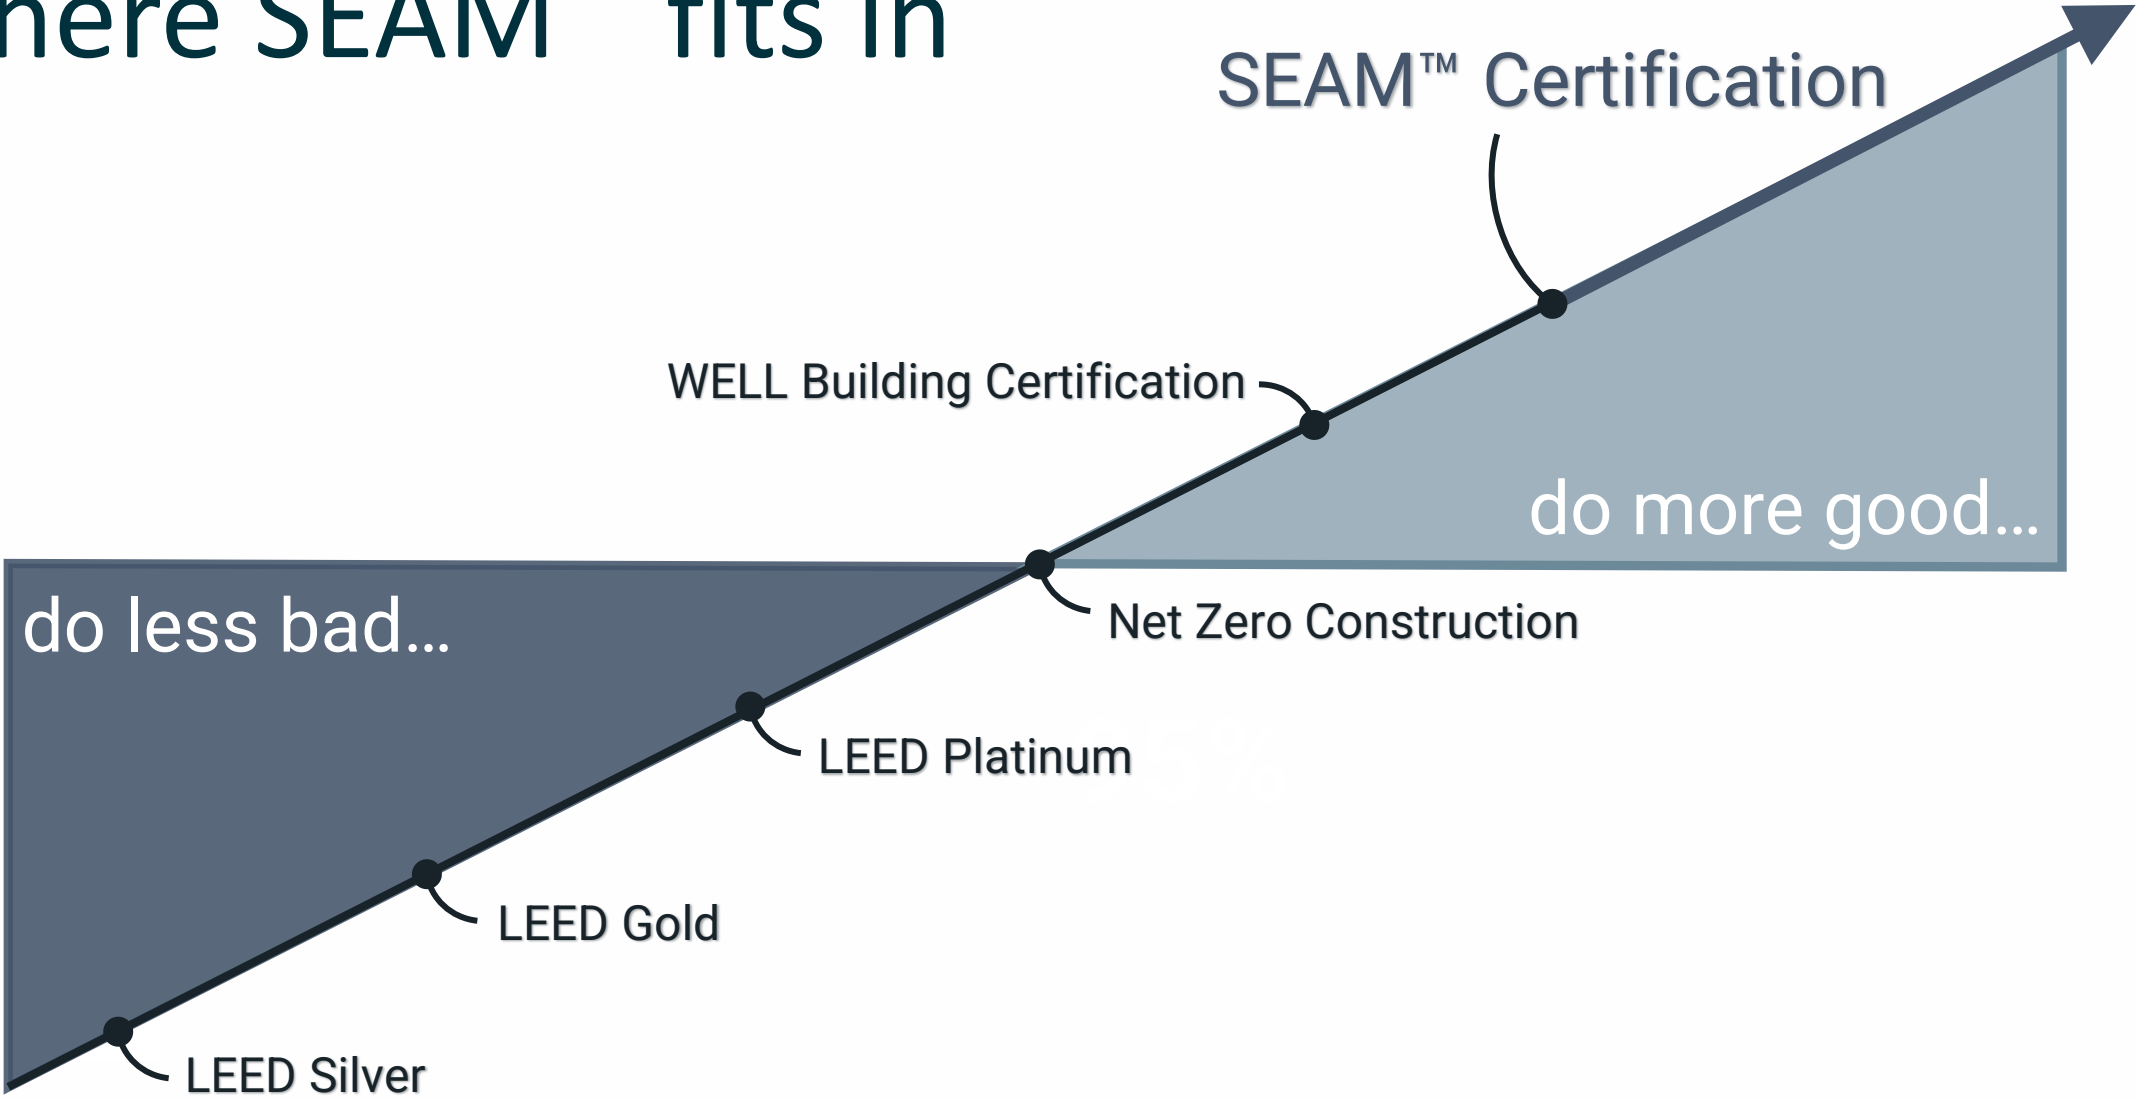 here SEAM fits in
SEAM™ Certification
WELL Building Certification
do more good...
do less bad...
Net Zero Construction
LEED Platinum
LEED Gold
LEED Silver